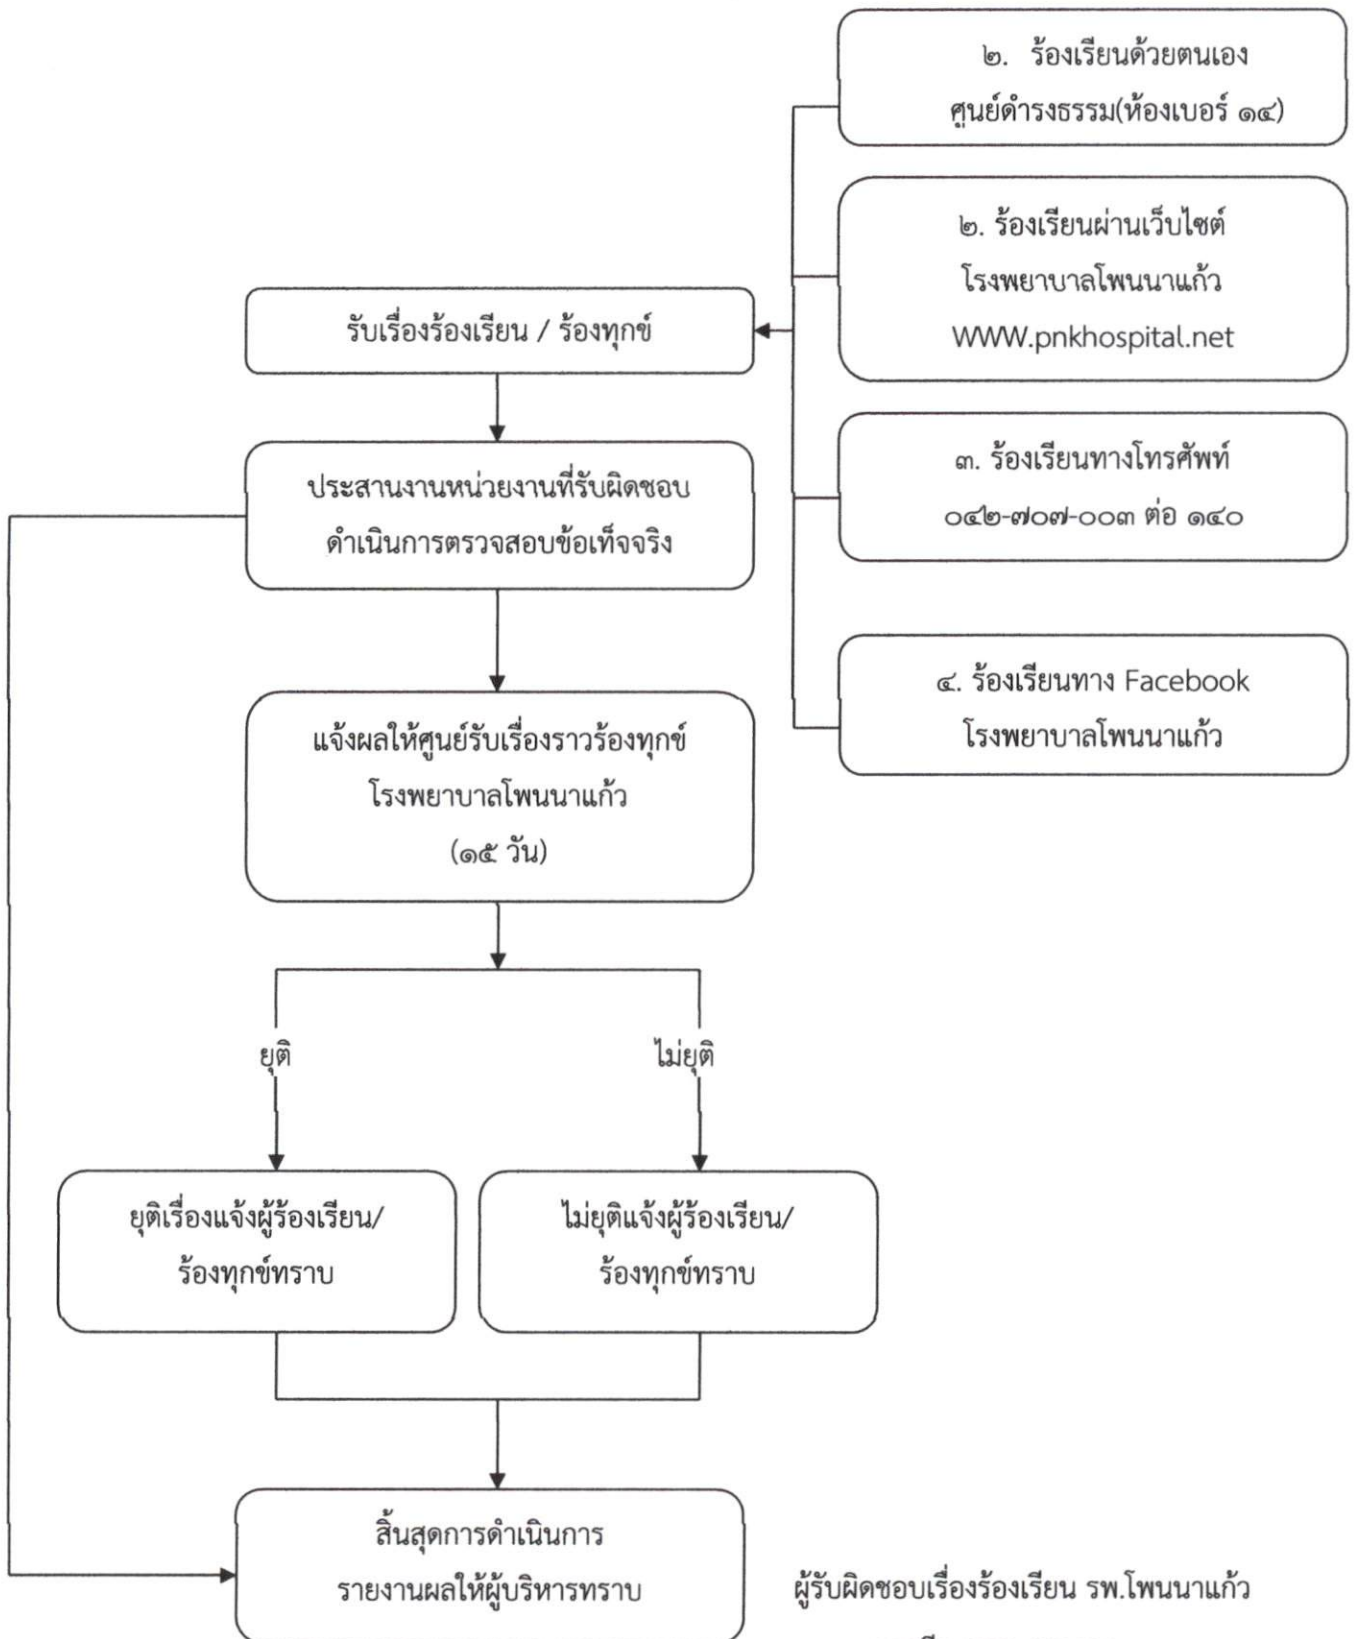 ๒. ร้องเรียนด้วยตนเอง
ศูนย์ดำรงธรรม(ห้องเบอร์ ๑๔)
๒. ร้องเรียนผ่านเว็บไซต์
โรงพยาบาลโพนนาแก้ว
WWW.pnkhospital.net
รับเรื่องร้องเรียน / ร้องทุกข์
๓. ร้องเรียนทางโทรศัพท์
๐๔๒-๗๐๗-๐๐๓ ต่อ ๑๔๐
ประสานงานหน่วยงานที่รับผิดชอบ
ดำเนินการตรวจสอบข้อเท็จจริง
๔. ร้องเรียนทาง Facebook
โรงพยาบาลโพนนาแก้ว
แจ้งผลให้ศูนย์รับเรื่องราวร้องทุกข์
โรงพยาบาลโพนนาแก้ว
(๑๕ วัน)
ยุติ
ไม่ยุติ
ยุติเรื่องแจ้งผู้ร้องเรียน/
ร้องทุกข์ทราบ
ไม่ยุติแจ้งผู้ร้องเรียน/
ร้องทุกข์ทราบ
สิ้นสุดการดำเนินการ
รายงานผลให้ผู้บริหารทราบ
ผู้รับผิดชอบเรื่องร้องเรียน รพ.โพนนาแก้ว